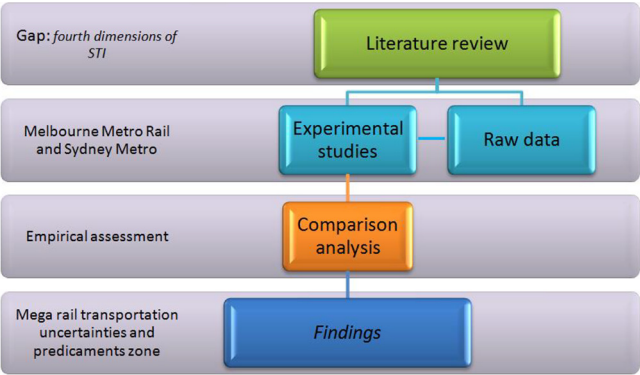 Gap: fourth dimensions of
STI
Literature review
Melbourne Metro Rail
and Sydney Metro
Experimental
studies
Raw data
Empirical assessment
Comparison
analysis
Mega rail transportation
uncertainties and
predicaments zone
Findings